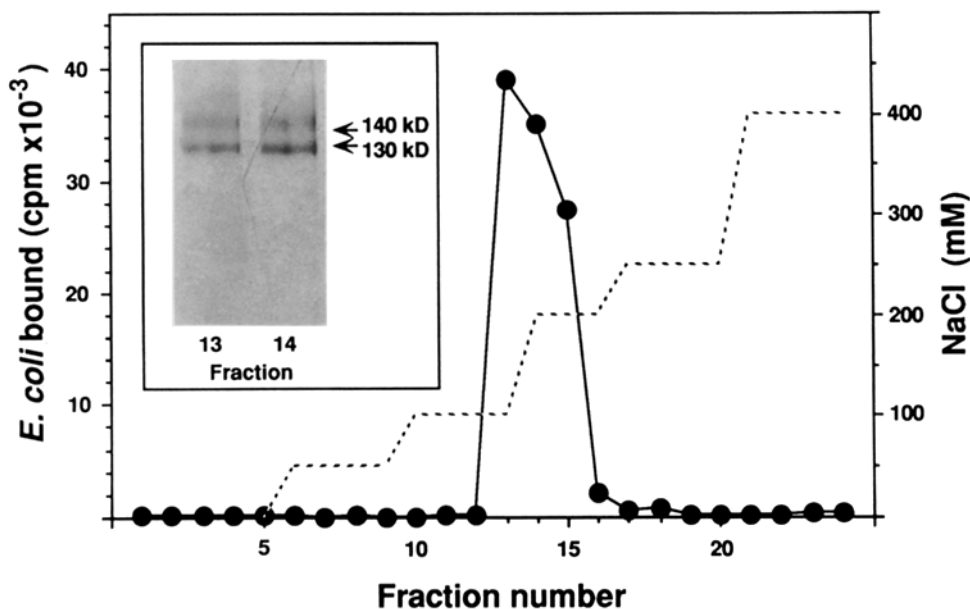 E. coli bound (cpm x10-3)
40
30
20
10
140 kD
130 kD
13 14
Fraction
5 10 15 20
Fraction number
400
300
200
100
NaCl (mM)